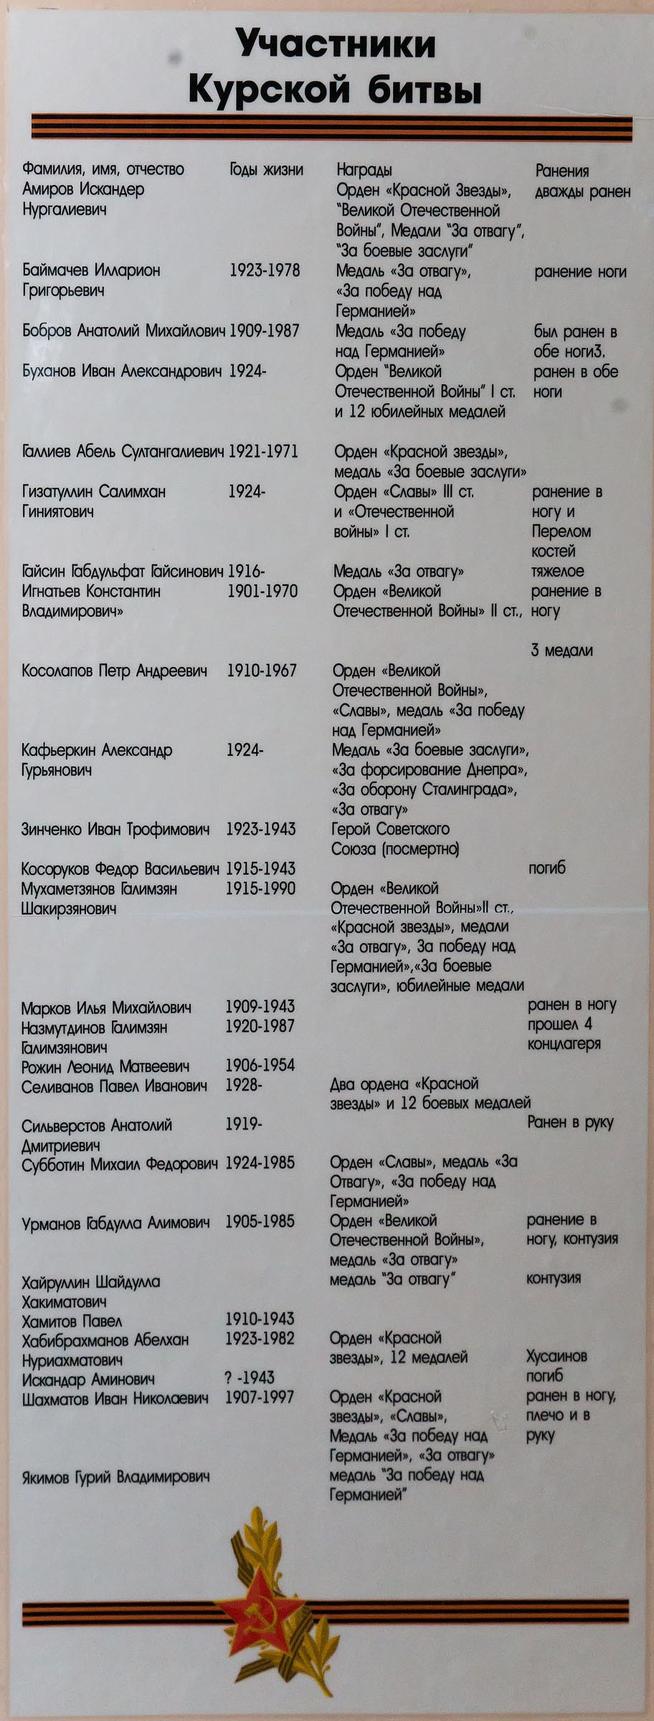 Участники
Курской битвы
Фамилия, имя, отчество Годы жизни Награды Ранения
Амиров Искандер Орден «Красной Звезды», дважды ранен
Нургалиевич "Великой Отечественной
Войны", Медали "За отвагу",
"За боевые заслуги"
Баймачев Илларион 1923-1978 Медаль «За отвагу», ранение ноги
Григорьевич «За победу над
Германией»
Бобров Анатолий Михайлович 1909-1987 Медаль «За победу был ранен в
над Германией» обе ноги3.
Буханов Иван Александрович 1924- Орден "Великой ранен в обе
Отечественной Войны" I ст. ноги
и 12 юбилейных медалей
Галлиев Абель Султангалиевич 1921-1971 Орден «Красной звезды»,
медаль «За боевые заслуги»
Гизатуллин Салимхан 1924- Орден «Славы» III ст. ранение в
Гиниятович и «Отечественной ногу и
войны» I ст. Перелом
костей
Гайсин Габдульфат Гайсинович 1916- Медаль «За отвагу» тяжелое
Игнатьев Константин 1901-1970 Орден «Великой ранение в
Владимирович» Отечественной Войны» II ст., ногу
3 медали
Косолапов Петр Андреевич 1910-1967 Орден «Великой
Отечественной Войны»,
«Славы», медаль «За победу
над Германией»
Кафьеркин Александр 1924- Медаль «За боевые заслуги»,
Гурьянович «За форсирование Днепра»,
«За оборону Сталинграда»,
«За отвагу»
Зинченко Иван Трофимович 1923-1943 Герой Советского
Союза (посмертно)
Косоруков Федор Васильевич 1915-1943 погиб
Мухаметзянов Галимзян 1915-1990 Орден «Великой
Шакирзянович Отечественной Войны»II ст.,
«Красной звезды», медали
«За отвагу», За победу над
Германией»,«За боевые
заслуги», юбилейные медали
Марков Илья Михайлович 1909-1943 ранен в ногу
Назмутдинов Галимзян 1920-1987 прошел 4
Галимзянович концлагеря
Рожин Леонид Матвеевич 1906-1954
Селиванов Павел Иванович 1928- Два ордена «Красной
звезды» и 12 боевых медалей
Сильверстов Анатолий 1919- Ранен в руку
Дмитриевич
Субботин Михаил Федорович 1924-1985 Орден «Славы», медаль «За
Отвагу», «За победу над
Германией»
Урманов Габдулла Алимович 1905-1985 Орден «Великой ранение в
Отечественной Войны», ногу, контузия
медаль «За отвагу»
Хайруллин Шайдулла медаль "За отвагу" контузия
Хакиматович
Хамитов Павел 1910-1943
Хабибрахманов Абелхан 1923-1982 Орден «Красной
Нуриахматович звезды», 12 медалей Хусаинов
Искандар Аминович ? -1943 погиб
Шахматов Иван Николаевич 1907-1997 Орден «Красной ранен в ногу,
звезды», «Славы», плечо и в
Медаль «За победу над руку
Германией», «За отвагу»
Якимов Гурий Владимирович медаль "За победу над
Германией"